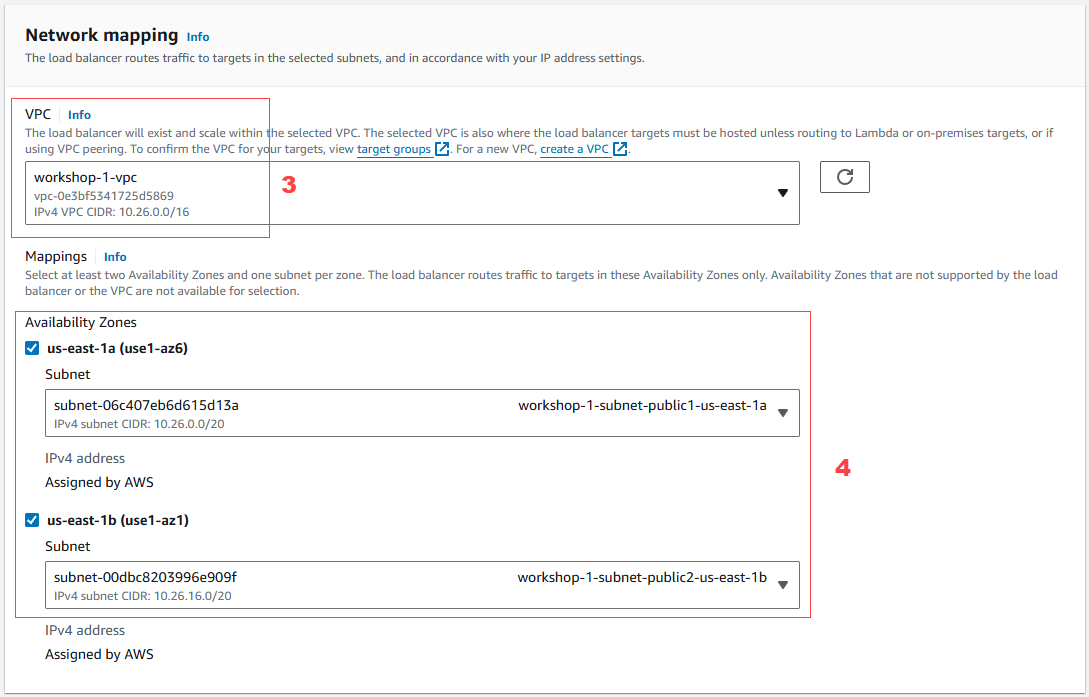 Network mapping Info
The load balancer routes traffic to targets in the selected subnets, and in accordance with your IP address settings.
VPC Info
The load balancer will exist and scale within the selected VPC. The selected VPC is also where the load balancer targets must be hosted unless routing to Lambda or on-premises targets, or if
using VPC peering. To confirm the VPC for your targets, view target groups. For a new VPC, create a VPC.
workshop-1-vpc
vpc-0e3bf5341725d5869
IPv4 VPC CIDR: 10.26.0.0/16
3
Mappings Info
Select at least two Availability Zones and one subnet per zone. The load balancer routes traffic to targets in these Availability Zones only. Availability Zones that are not supported by the load
balancer or the VPC are not available for selection.
Availability Zones
us-east-1a (use1-az6)
Subnet
subnet-06c407eb6d615d13a workshop-1-subnet-public1-us-east-1a
IPv4 subnet CIDR: 10.26.0.0/20
IPv4 address
4
Assigned by AWS
us-east-1b (use1-az1)
Subnet
subnet-00dbc8203996e909f workshop-1-subnet-public2-us-east-1b
IPv4 subnet CIDR: 10.26.16.0/20
IPv4 address
Assigned by AWS